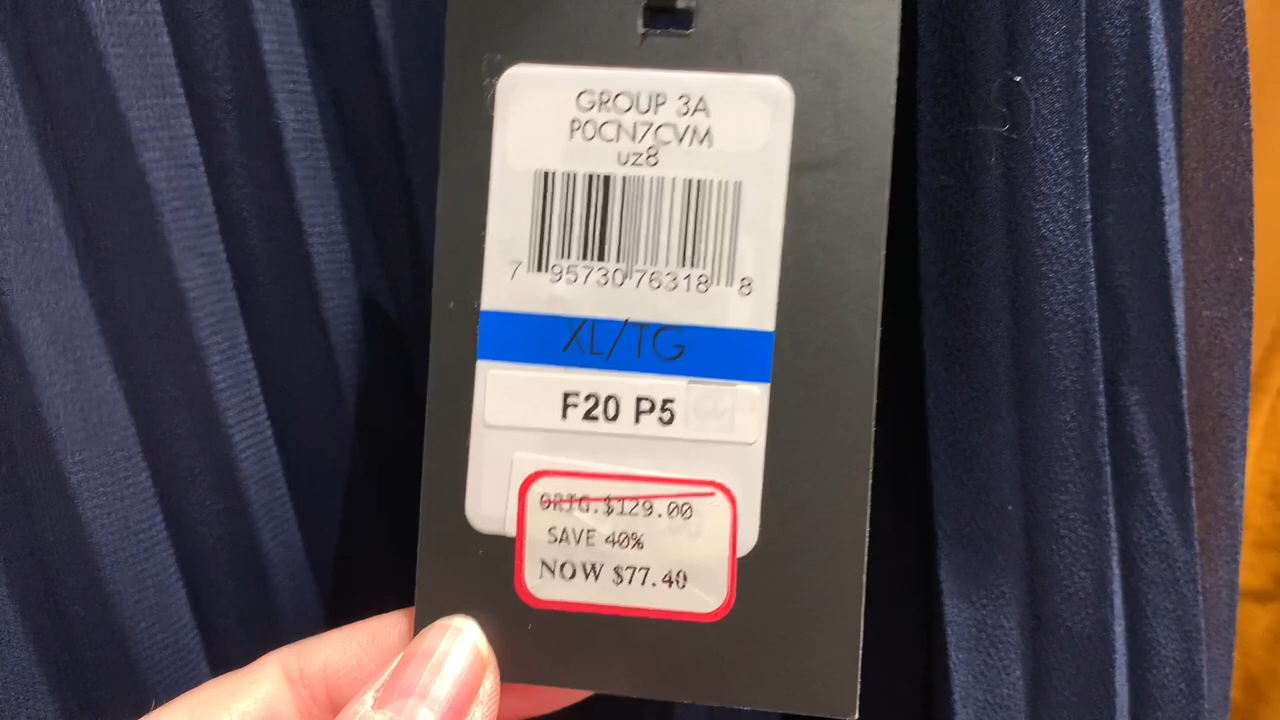 GROUP 3A
P0CN7CVM
uz8
7 95730 76318 8
XL/TG
F20 P5
ORIG.$129.00
SAVE 40%
NOW $77.40